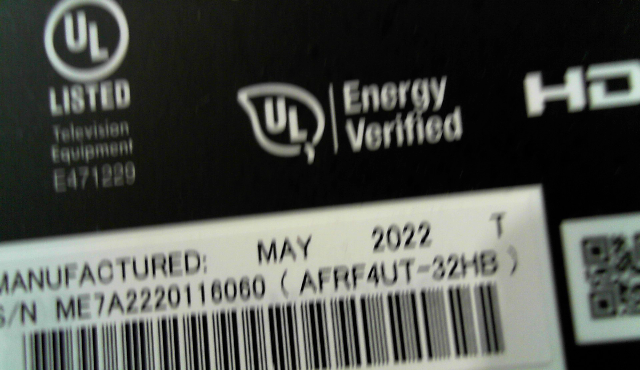 UL
LISTED
Television
Equipment
E471229
UL
Energy
Verified
HD
MANUFACTURED: MAY 2022 T
S/N ME7A2220116060 ( AFRF4UT-32HB )